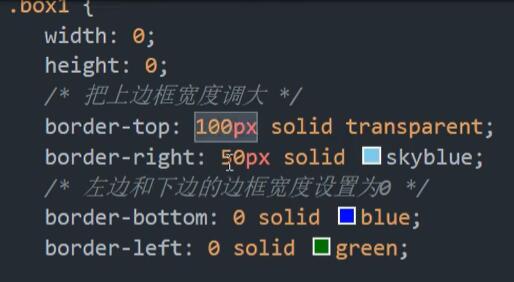 .box1 {
width: 0;
height: 0;
/* 把上边框宽度调大 */
border-top: 100px solid transparent;
border-right: 50px solid skyblue;
/* 左边和下边的边框宽度设置为0 */
border-bottom: 0 solid blue;
border-left: 0 solid green;